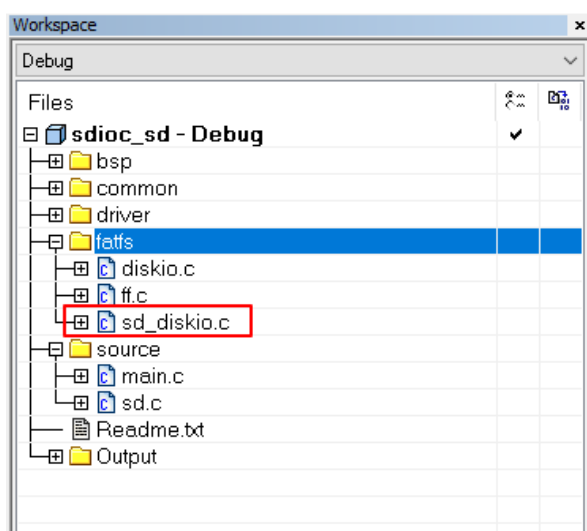 Workspace
Debug
Files
sdioc_sd - Debug
bsp
common
driver
fatfs
diskio.c
ff.c
sd_diskio.c
source
main.c
sd.c
Readme.txt
Output